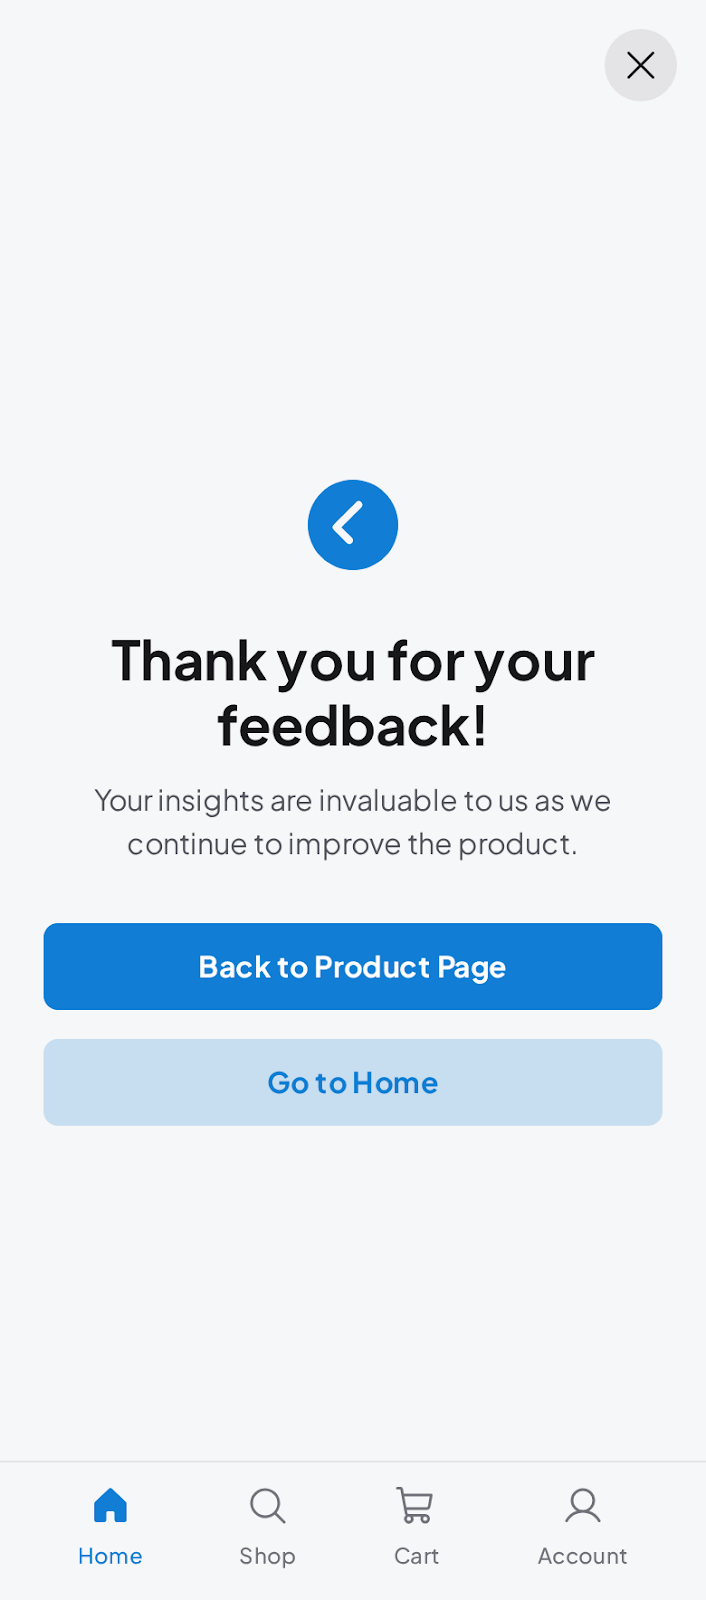 Thank you for your
feedback!
Your insights are invaluable to us as we
continue to improve the product.
Back to Product Page
Go to Home
Home
Shop
Cart
Account